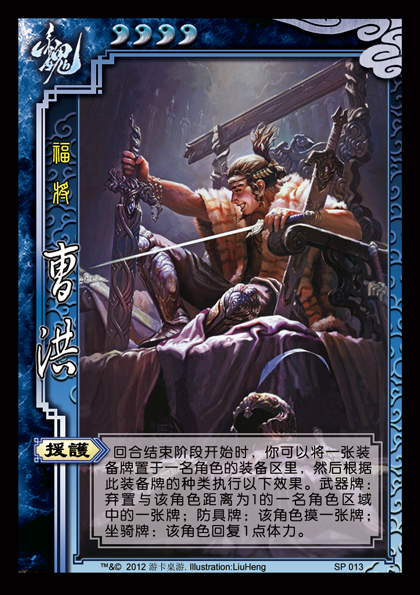 魏
福将
曹洪
援護
回合结束阶段开始时，你可以将一张装
备牌置于一名角色的装备区里，然后根据
此装备牌的种类执行以下效果。武器牌：
弃置与该角色距离为1的一名角色区域
中的一张牌；防具牌：该角色摸一张牌；
坐骑牌：该角色回复1点体力。
™&© 2012 游卡桌游. Illustration:LiuHeng
SP 013